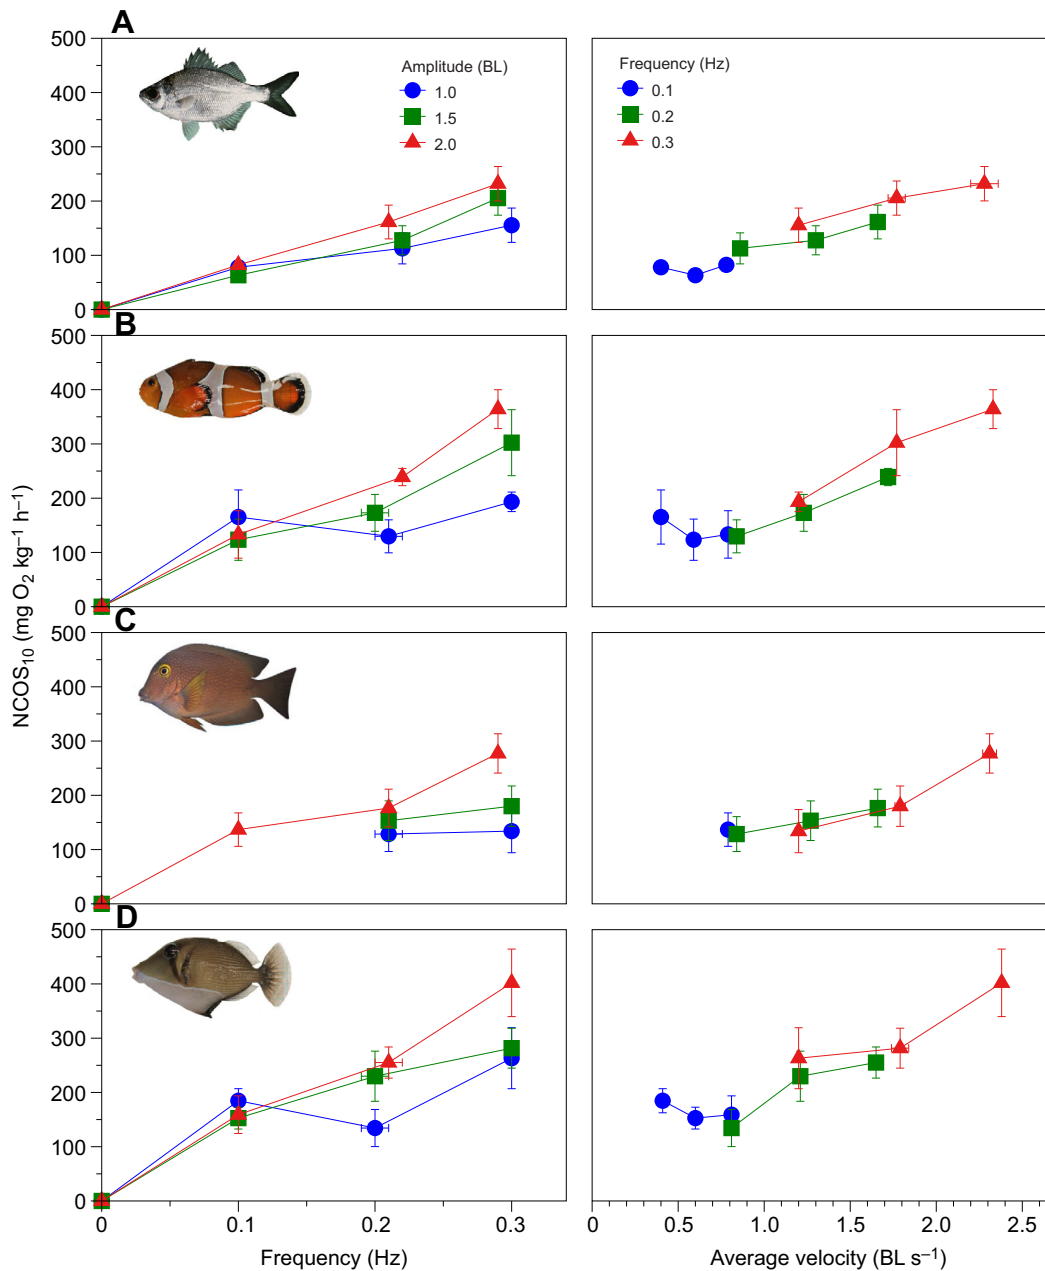 A
500
400
300
200
100
0
Amplitude (BL)
1.0
1.5
2.0
Frequency (Hz)
0.1
0.2
0.3
B
500
400
300
200
100
0
C
500
400
300
200
100
0
D
500
400
300
200
100
0
NCOS₁₀ (mg O₂ kg⁻¹ h⁻¹)
0 0.1 0.2 0.3
Frequency (Hz)
0 0.5 1.0 1.5 2.0 2.5
Average velocity (BL s⁻¹)